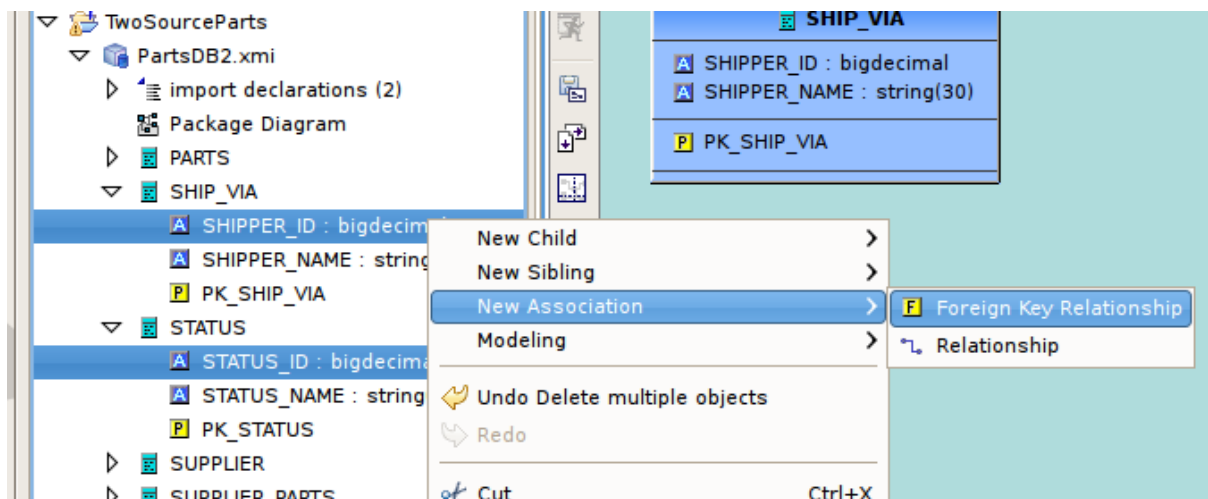 TwoSourceParts
PartsDB2.xmi
import declarations (2)
Package Diagram
PARTS
SHIP_VIA
SHIPPER_ID : bigdecim
SHIPPER_NAME : string
PK_SHIP_VIA
STATUS
STATUS_ID : bigdecima
STATUS_NAME : string
PK_STATUS
SUPPLIER
SUPPLIER_PARTS
SHIP_VIA
SHIPPER_ID : bigdecimal
SHIPPER_NAME : string(30)
PK_SHIP_VIA
New Child
New Sibling
New Association
Modeling
Undo Delete multiple objects
Redo
Cut Ctrl+X
Foreign Key Relationship
Relationship